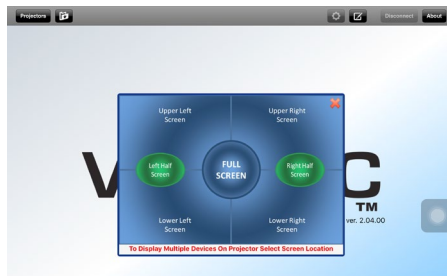 Projectors
Disconnect
About
Upper Left
Screen
Upper Right
Screen
Left Half
Screen
FULL
SCREEN
Right Half
Screen
Lower Left
Screen
Lower Right
Screen
To Display Multiple Devices On Projector Select Screen Location
V
C
TM
ver. 2.04.00